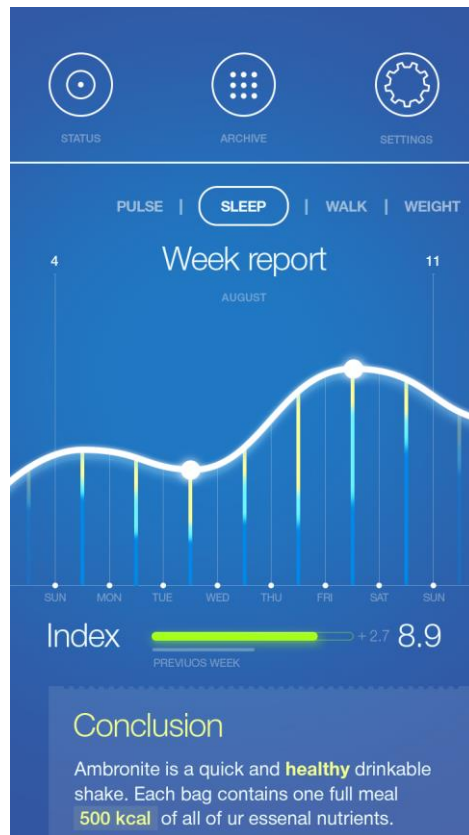 STATUS ARCHIVE SETTINGS
PULSE | SLEEP | WALK | WEIGHT
4 Week report 11
AUGUST
SUN MON TUE WED THU FRI SAT SUN
Index + 2.7 8.9
PREVIUOS WEEK
Conclusion
Ambronite is a quick and healthy drinkable
shake. Each bag contains one full meal
500 kcal of all of ur essenal nutrients.